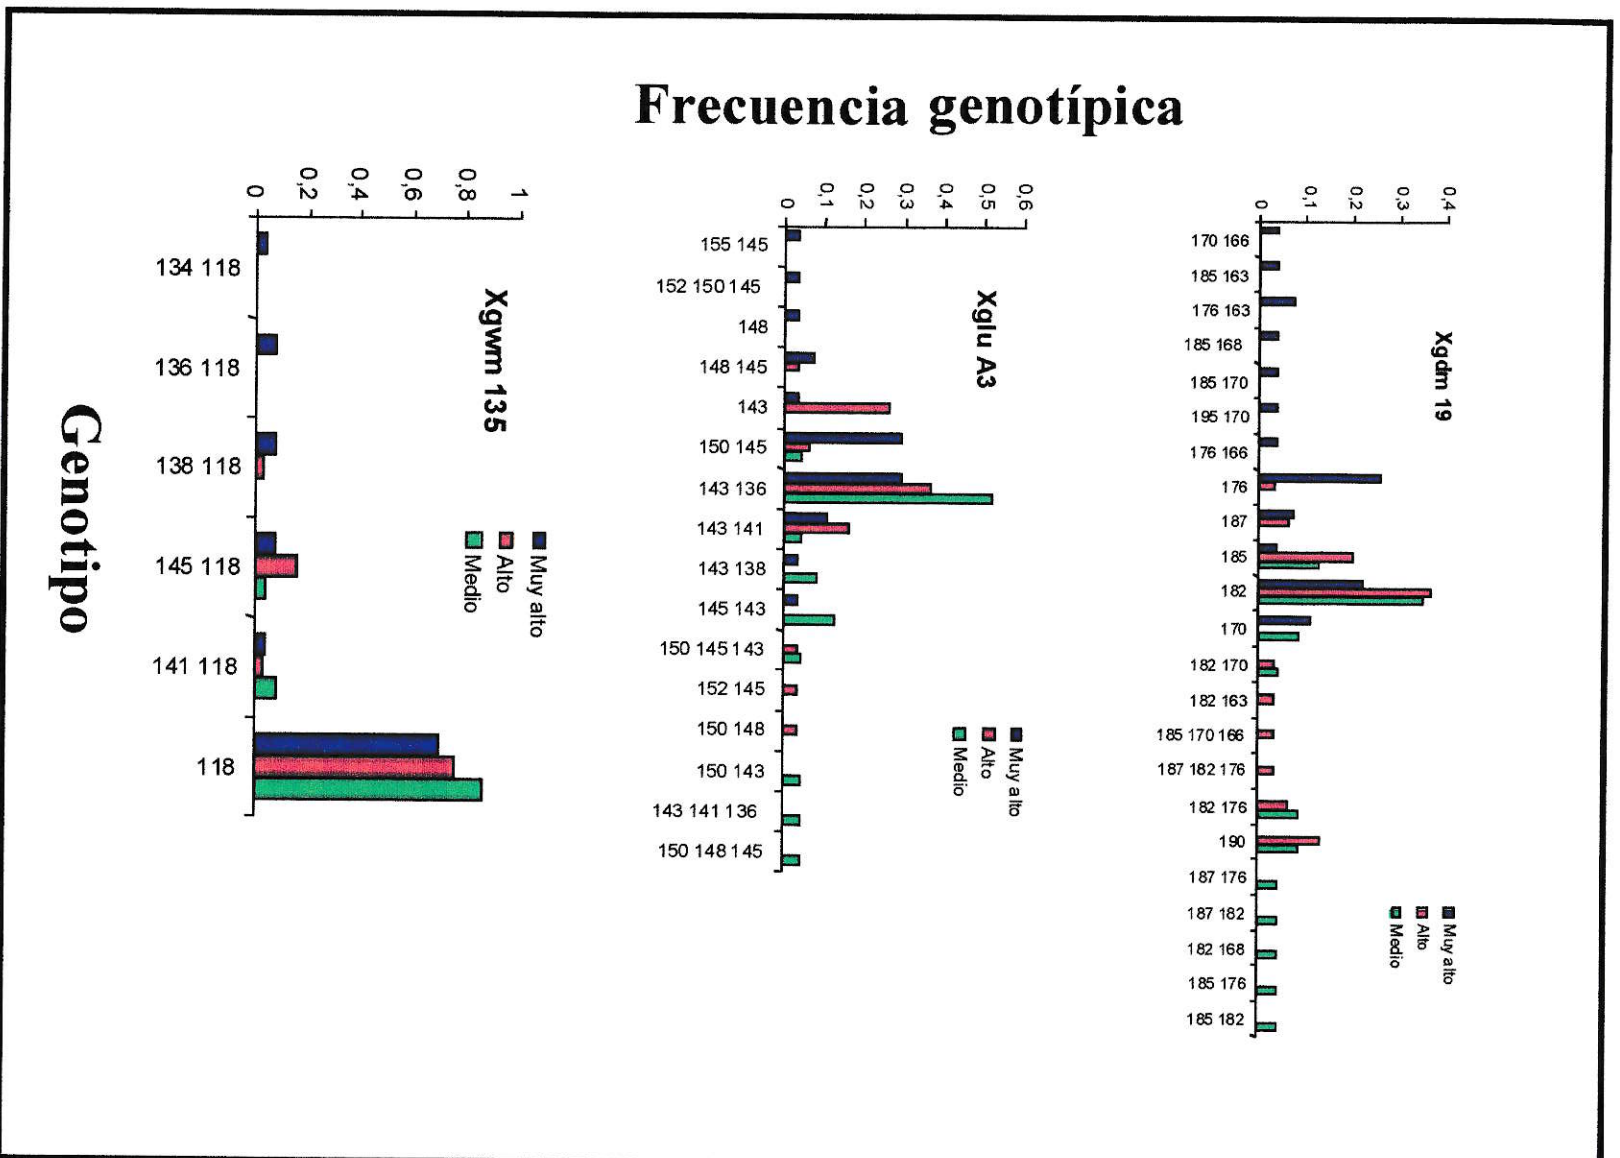 Frecuencia genotípica
Xgdm 19
0
0,1
0,2
0,3
0,4
170 166
185 163
176 163
185 168
185 170
195 170
176 166
176
187
185
182
170
182 170
182 163
185 170 166
187 182 176
182 176
190
187 176
187 182
182 168
185 176
185 182
Muy alto
Alto
Medio
Xglu A3
0
0,1
0,2
0,3
0,4
0,5
0,6
155 145
152 150 145
148
148 145
143
150 145
143 136
143 141
143 138
145 143
150 145 143
152 145
150 148
150 143
143 141 136
150 148 145
Muy alto
Alto
Medio
Xgwm 135
0
0,2
0,4
0,6
0,8
1
134 118
136 118
138 118
145 118
141 118
118
Muy alto
Alto
Medio
Genotipo